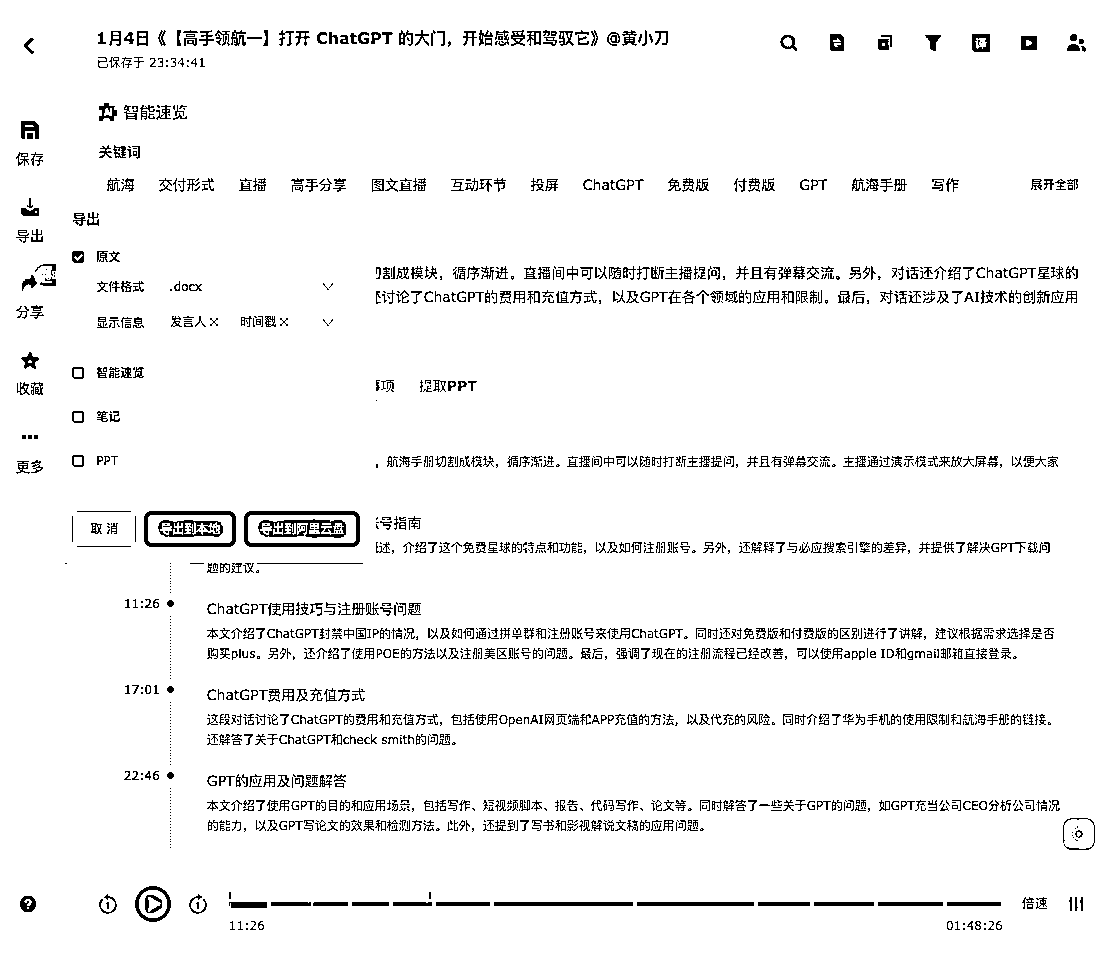 1月4日《【高手领航一】打开 ChatGPT 的大门，开始感受和驾驭它》@黄小刀
已保存于 23:34:41
译
智能速览
关键词
航海 交付形式 直播 高手分享 图文直播 互动环节 投屏 ChatGPT 免费版 付费版 GPT 航海手册 写作 展开全部
保存
导出
分享
收藏
更多
导出
原文
文件格式 .docx
显示信息 发言人 × 时间戳 ×
智能速览
笔记
PPT
取消 导出到本地 导出到阿里云盘
切割成模块，循序渐进。直播间中可以随时打断主播提问，并且有弹幕交流。另外，对话还介绍了ChatGPT星球的
讨论了ChatGPT的费用和充值方式，以及GPT在各个领域的应用和限制。最后，对话还涉及了AI技术的创新应用
事项 提取PPT
，航海手册切割成模块，循序渐进。直播间中可以随时打断主播提问，并且有弹幕交流。主播通过演示模式来放大屏幕，以便大家
号指南
述，介绍了这个免费星球的特点和功能，以及如何注册账号。另外，还解释了与必应搜索引擎的差异，并提供了解决GPT下载问
题的建议。
11:26 ChatGPT使用技巧与注册账号问题
本文介绍了ChatGPT封禁中国IP的情况，以及如何通过拼单群和注册账号来使用ChatGPT。同时还对免费版和付费版的区别进行了讲解，建议根据需求选择是否
购买plus。另外，还介绍了使用POE的方法以及注册美区账号的问题。最后，强调了现在的注册流程已经改善，可以使用apple ID和gmail邮箱直接登录。
17:01 ChatGPT费用及充值方式
这段对话讨论了ChatGPT的费用和充值方式，包括使用OpenAI网页端和APP充值的方法，以及代充的风险。同时介绍了华为手机的使用限制和航海手册的链接。
还解答了关于ChatGPT和check smith的问题。
22:46 GPT的应用及问题解答
本文介绍了使用GPT的目的和应用场景，包括写作、短视频脚本、报告、代码写作、论文等。同时解答了一些关于GPT的问题，如GPT充当公司CEO分析公司情况
的能力，以及GPT写论文的效果和检测方法。此外，还提到了写书和影视解说文稿的应用问题。
倍速
11:26 01:48:26